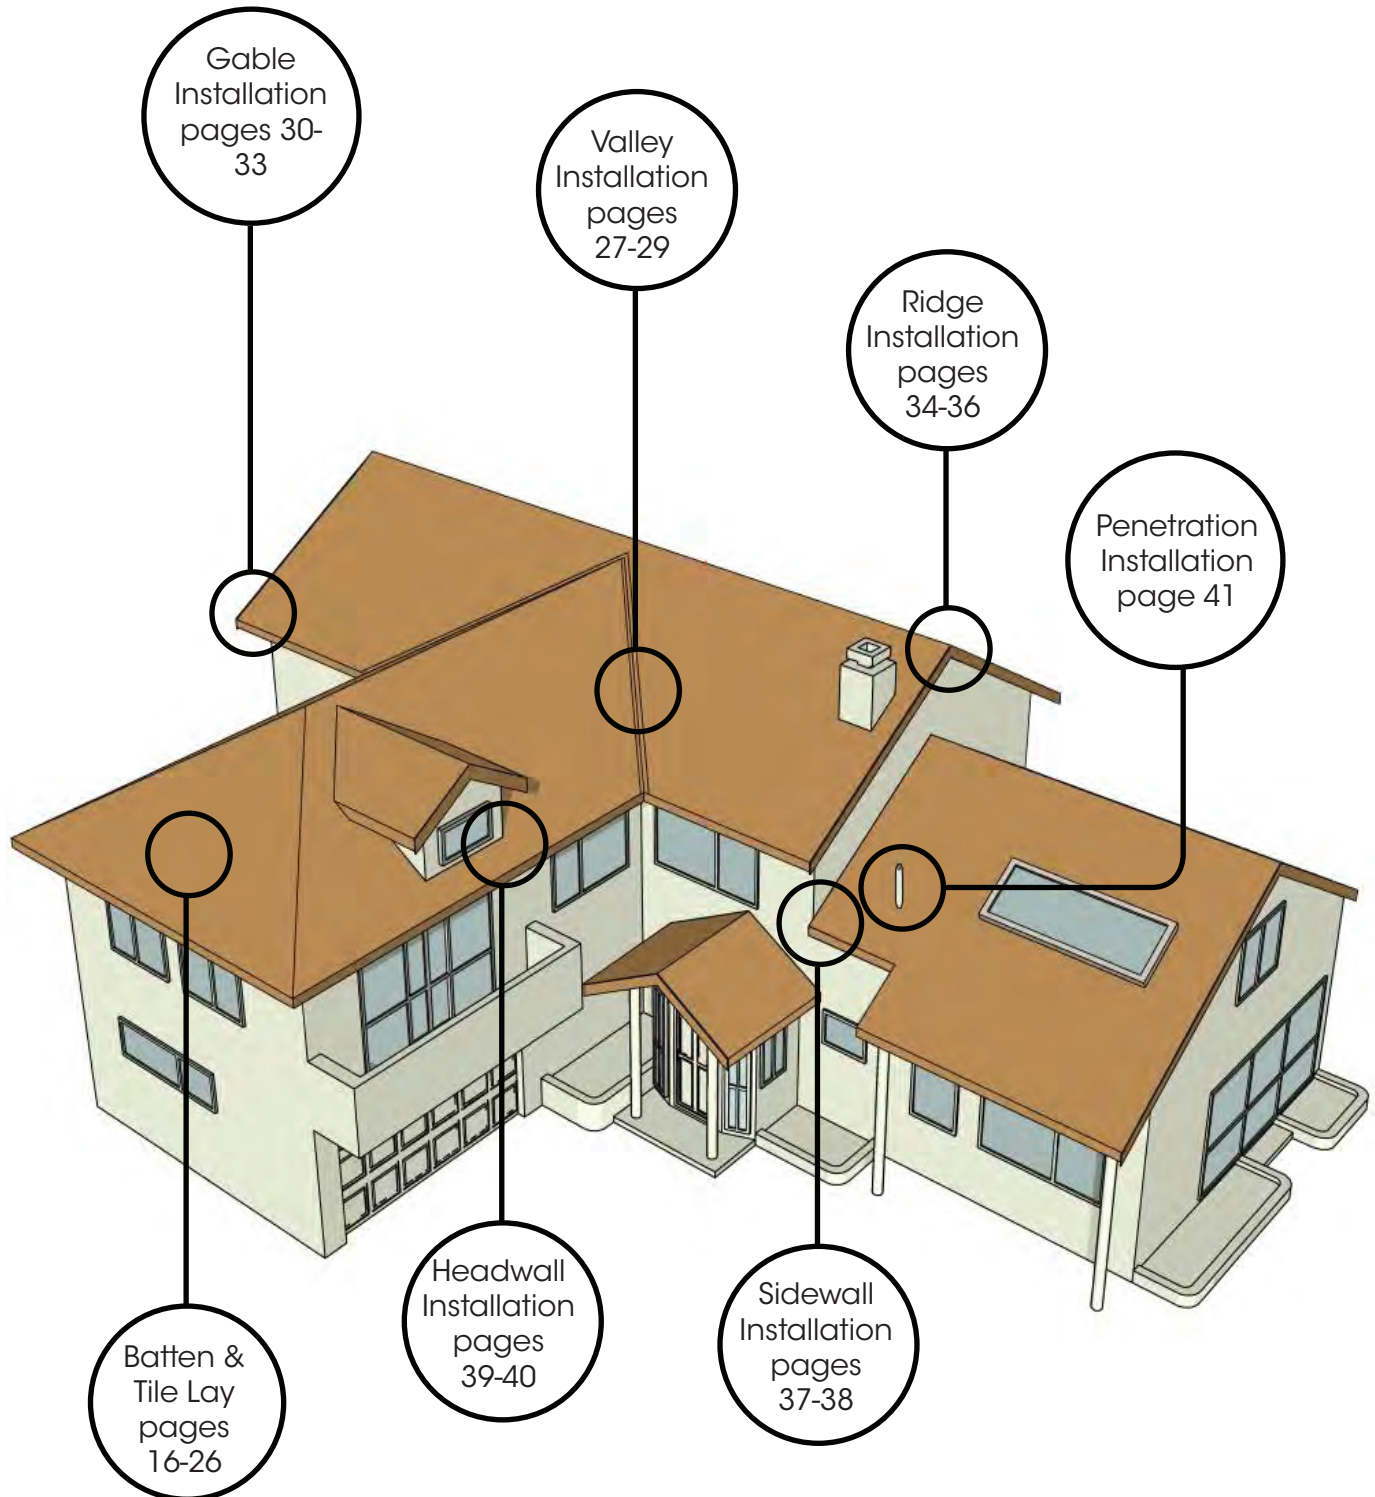 Gable
Installation
pages 30-
33
Valley
Installation
pages
27-29
Ridge
Installation
pages
34-36
Penetration
Installation
page 41
Headwall
Installation
pages
39-40
Sidewall
Installation
pages
37-38
Batten &
Tile Lay
pages
16-26